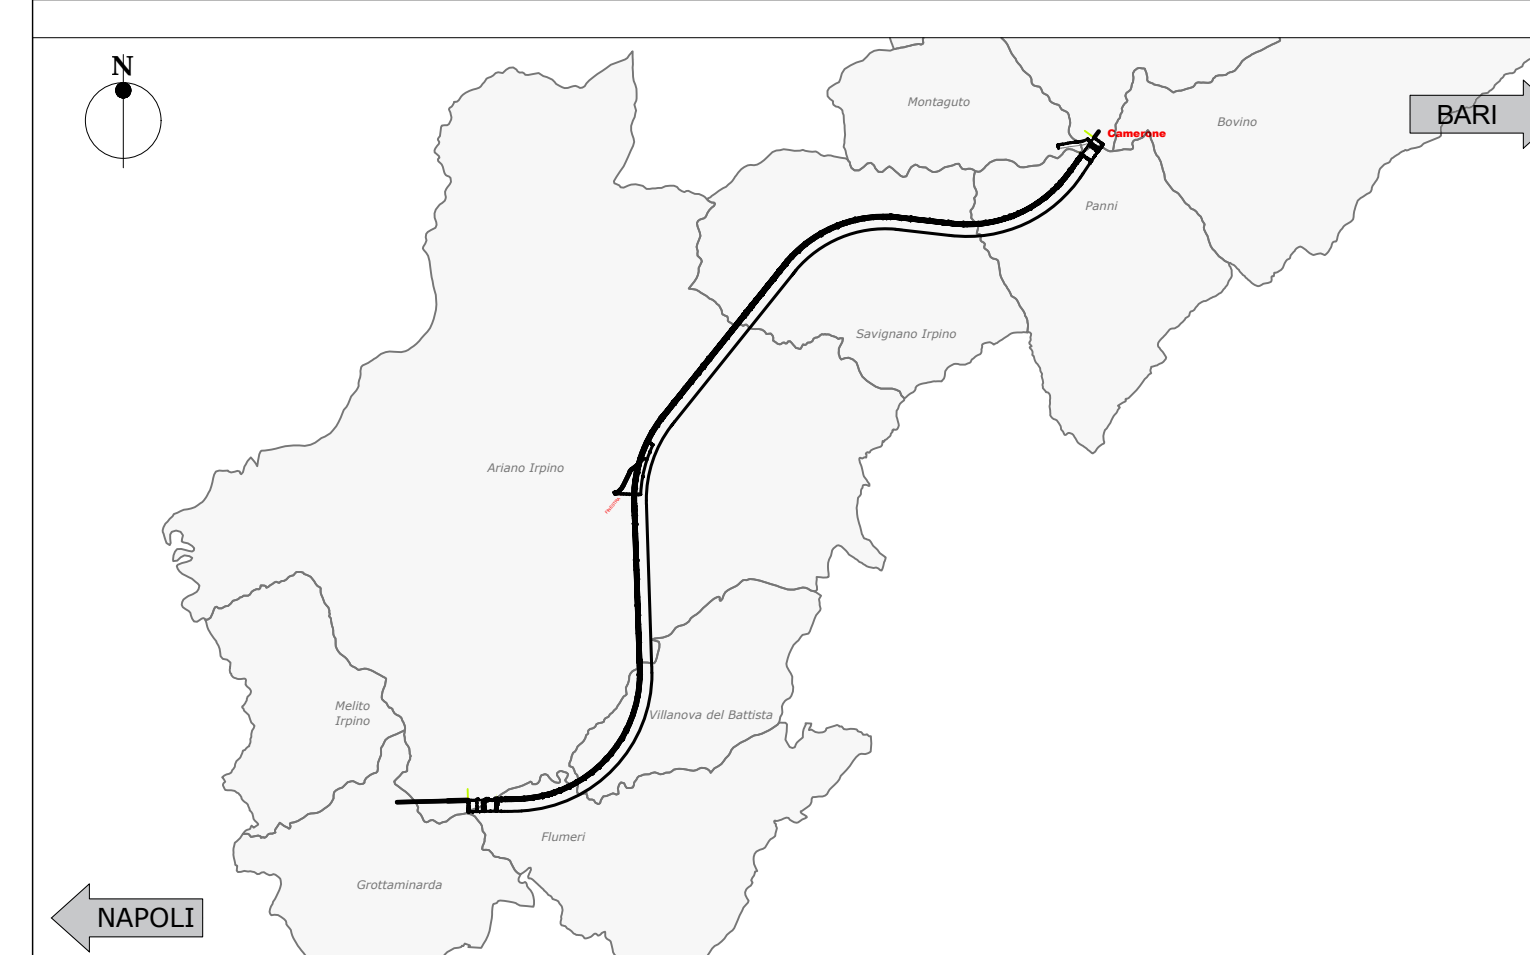 N
Montaguto
Bovino
BARI
Camerone
Panni
Savignano Irpino
Ariano Irpino
Melito
Irpino
Villanova del Battista
Flumeri
Grottaminarda
NAPOLI